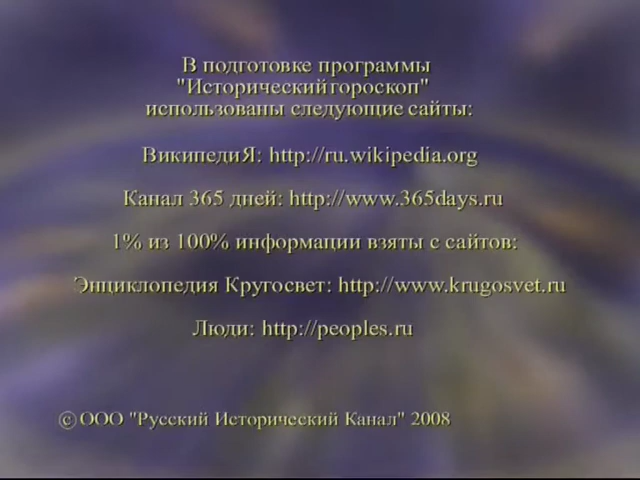 В подготовке программы
"Исторический гороскоп"
использованы следующие сайты:
ВикипедиЯ: http://ru.wikipedia.org
Канал 365 дней: http://www.365days.ru
1% из 100% информации взяты с сайтов:
Энциклопедия Кругосвет: http://www.krugosvet.ru
Люди: http://peoples.ru
© ООО "Русский Исторический Канал" 2008